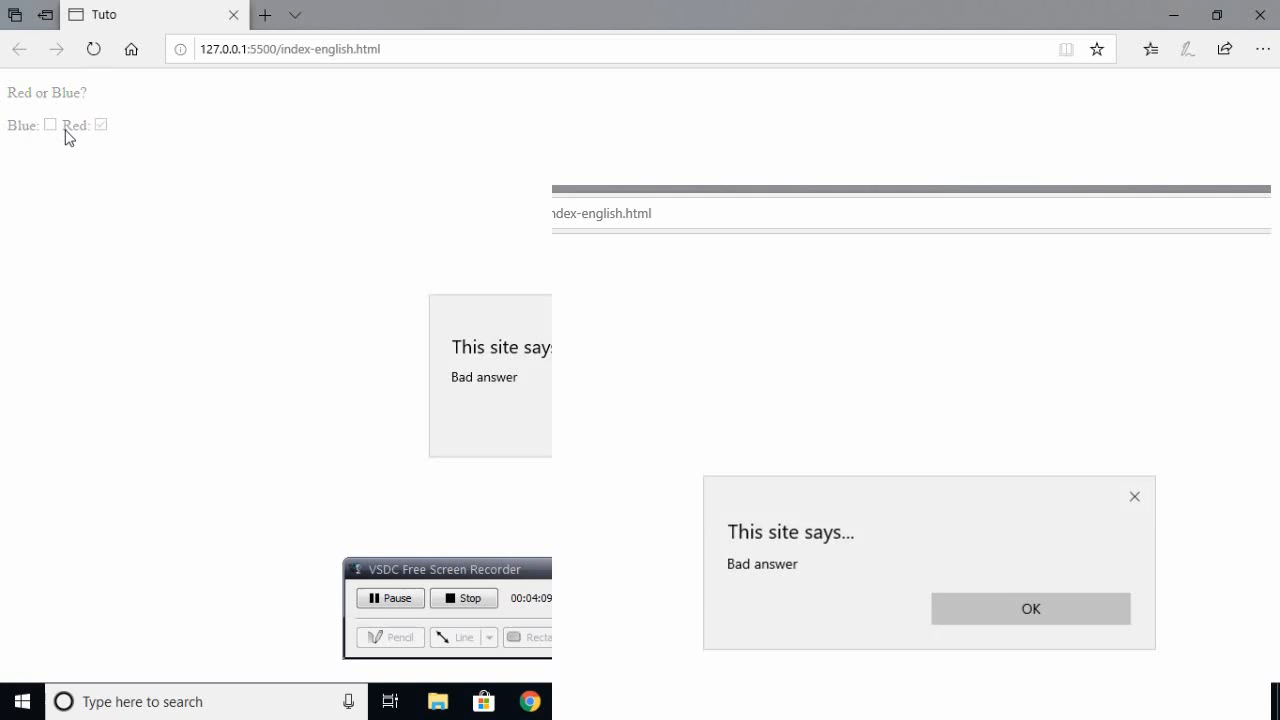 Tuto
127.0.0.1:5500/index-english.html
Red or Blue?
Blue: Red:
ndex-english.html
This site says
Bad answer
This site says...
Bad answer
OK
VSDC Free Screen Recorder
Pause Stop 00:04:09
Pencil Line Recta
Type here to search